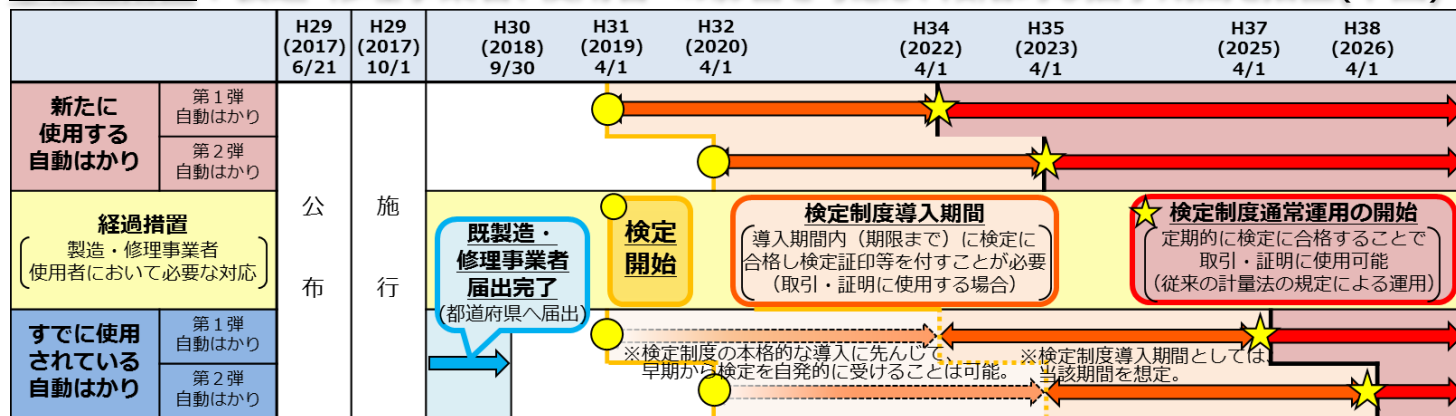 H29
(2017)
6/21
H29
(2017)
10/1
H30
(2018)
9/30
H31
(2019)
4/1
H32
(2020)
4/1
H34
(2022)
4/1
H35
(2023)
4/1
H37
(2025)
4/1
H38
(2026)
4/1
新たに
使用する
自動はかり
第1弾
自動はかり
第2弾
自動はかり
公布
施行
経過措置
製造・修理事業者
使用者において必要な対応
既製造・
修理事業者
届出完了
(都道府県へ届出)
検定
開始
検定制度導入期間
導入期間内（期限まで）に検定に
合格し検定証印等を付すことが必要
（取引・証明に使用する場合）
検定制度通常運用の開始
定期的に検定に合格することで
取引・証明に使用可能
(従来の計量法の規定による運用)
すでに使用
されている
自動はかり
第1弾
自動はかり
第2弾
自動はかり
※検定制度の本格的な導入に先んじて、
早期から検定を自発的に受けることは可能。
※検定制度導入期間としては、
当該期間を想定。